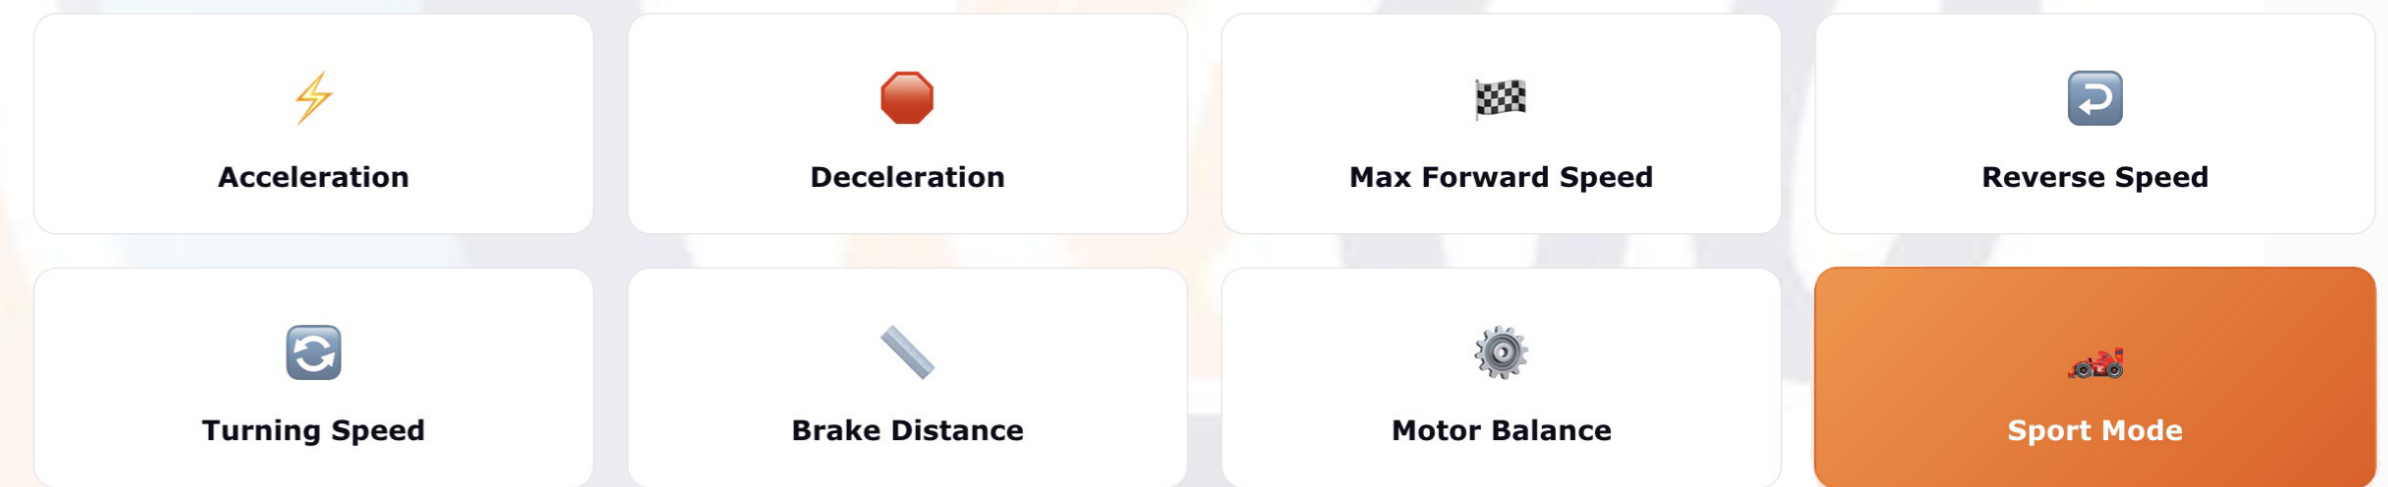 Acceleration
Deceleration
Max Forward Speed
Reverse Speed
Turning Speed
Brake Distance
Motor Balance
Sport Mode